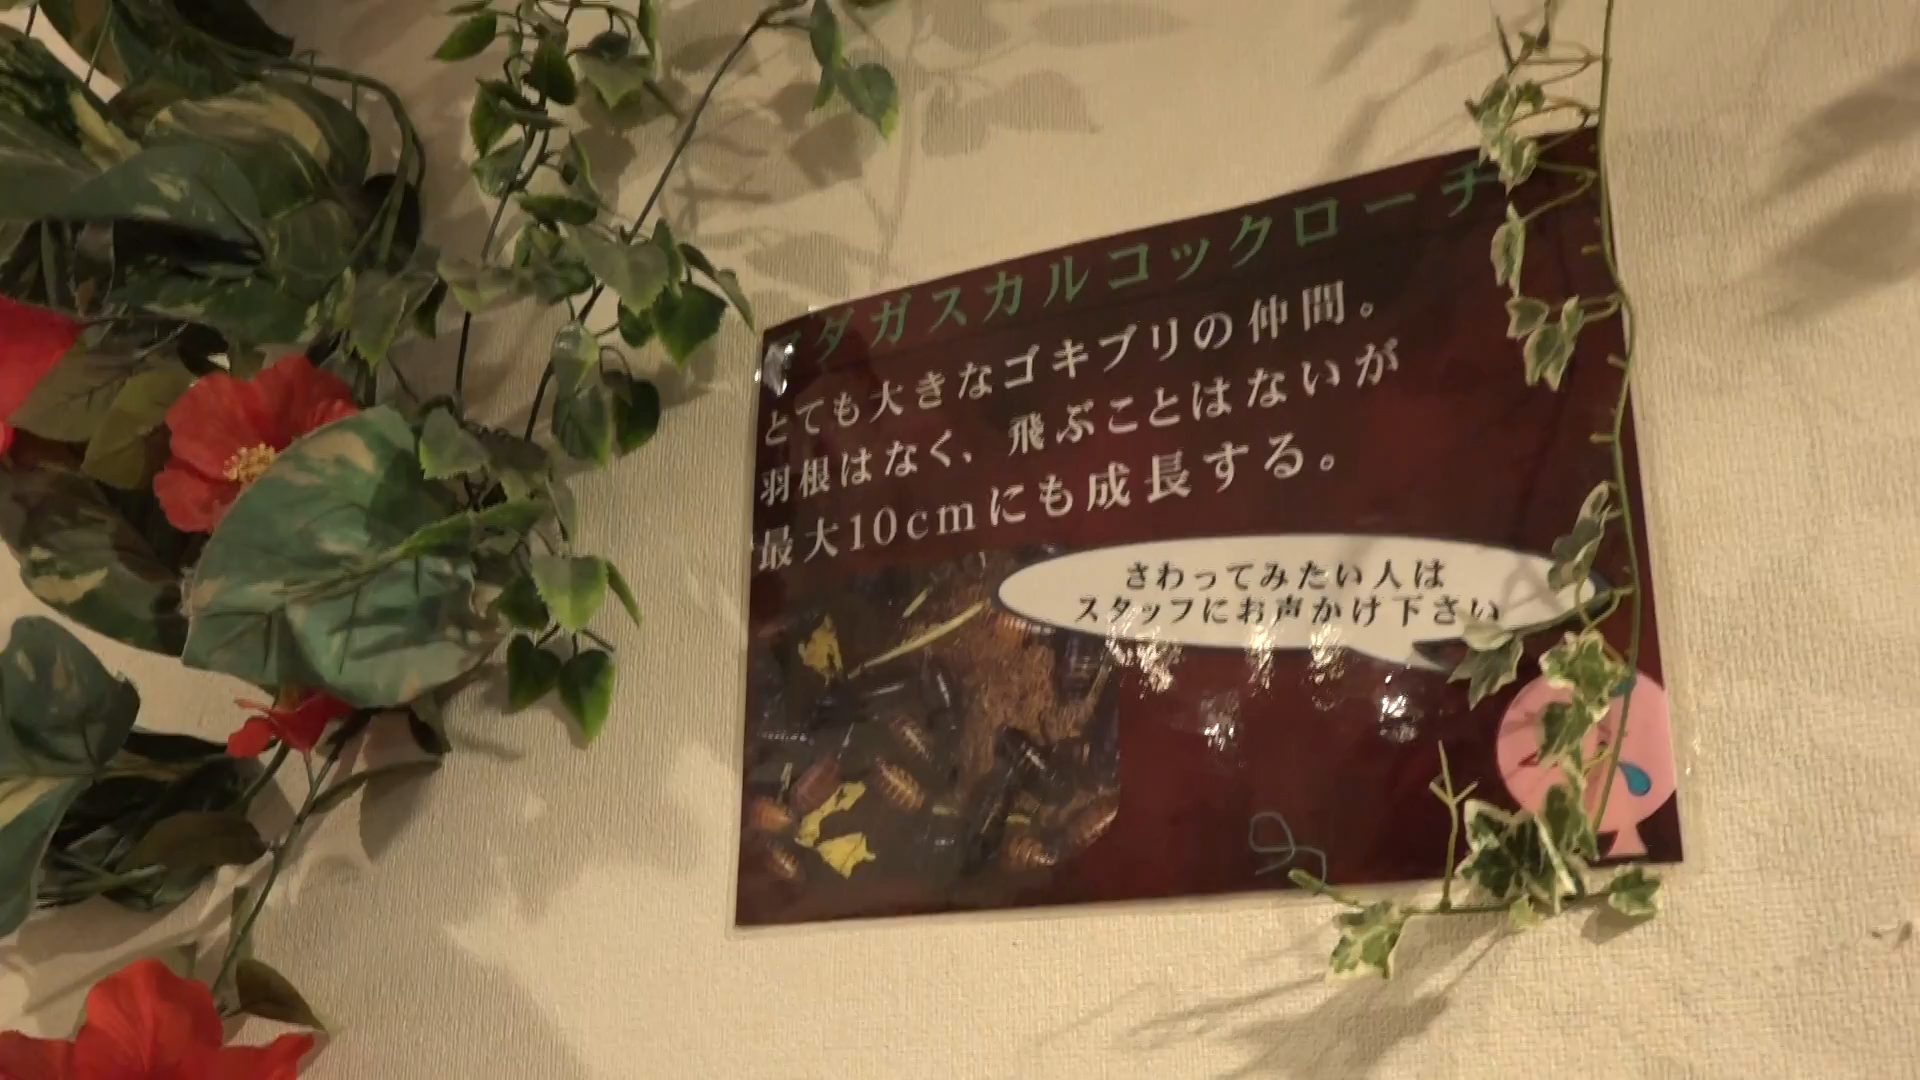 マダガスカルコックローチ
とても大きなゴキブリの仲間。
羽根はなく、飛ぶことはないが
最大10cmにも成長する。
さわってみたい人は
スタッフにお声かけ下さい